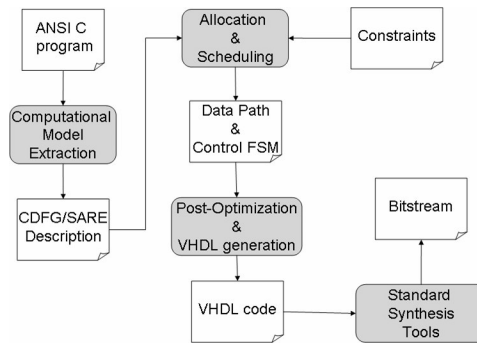 ANSI C
program
Computational
Model
Extraction
CDFG/SARE
Description
Allocation
&
Scheduling
Constraints
Data Path
&
Control FSM
Post-Optimization
&
VHDL generation
VHDL code
Standard
Synthesis
Tools
Bitstream